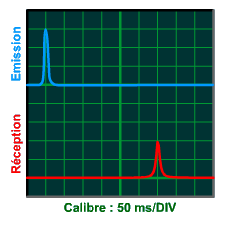 Emission
Réception
Calibre : 50 ms/DIV